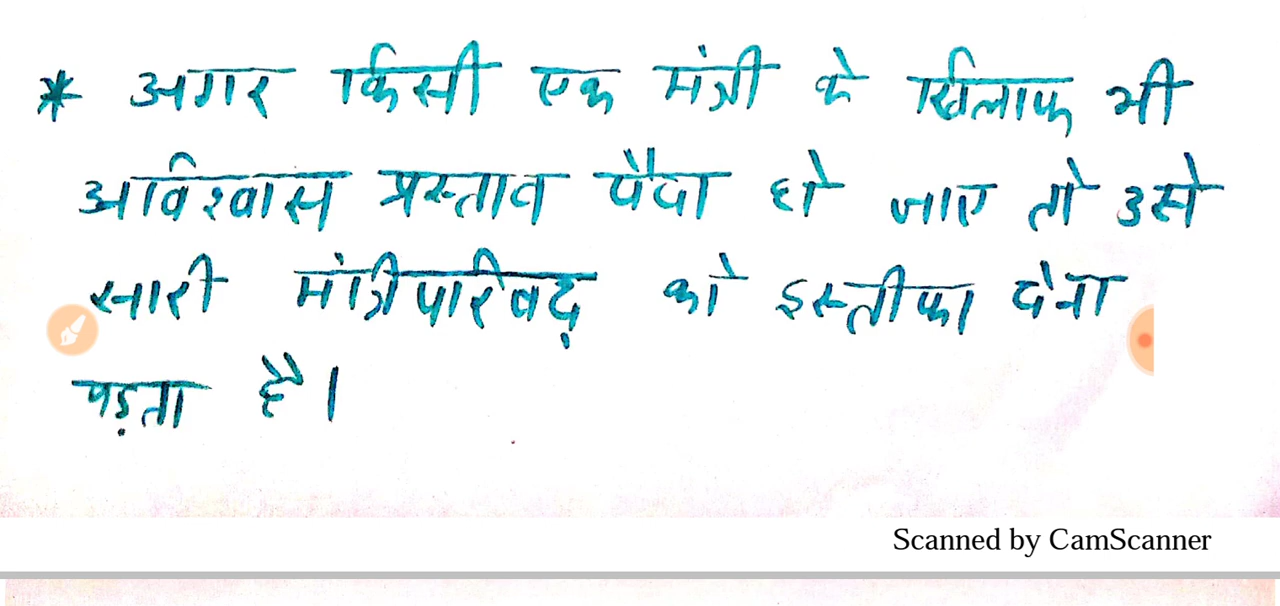 * अगर किसी एक मंत्री के खिलाफ भी
अविश्वास प्रस्ताव पैदा हो जाए तो उसे
सारी मंत्रिपरिषद् को इस्तीफा देना
पड़ता है।
Scanned by CamScanner